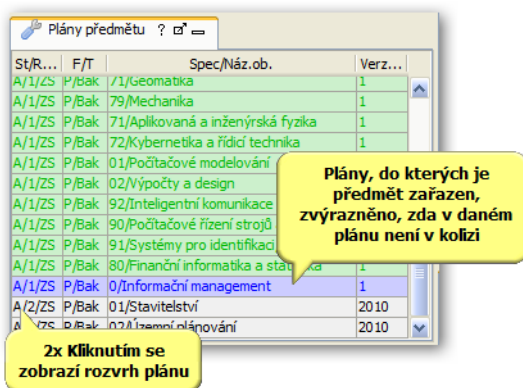 Plány předmětu ?
St/R... F/T Spec/Náz.ob. Verz...
A/1/ZS P/Bak 71/Geomatika 1
A/1/ZS P/Bak 79/Mechanika 1
A/1/ZS P/Bak 71/Aplikovaná a inženýrská fyzika 1
A/1/ZS P/Bak 72/Kybernetika a řídicí technika 1
A/1/ZS P/Bak 01/Počítačové modelování
A/1/ZS P/Bak 02/Výpočty a design
A/1/ZS P/Bak 92/Inteligentní komunikace
A/1/ZS P/Bak 90/Počítačové řízení strojů
A/1/ZS P/Bak 91/Systémy pro identifikaci
A/1/ZS P/Bak 80/Finanční informatika a statistika 1
A/1/ZS P/Bak 0/Informační management 1
A/2/ZS P/Bak 01/Stavitelství 2010
A/2/ZS P/Bak 02/Územní plánování 2010
Plány, do kterých je
předmět zařazen,
zvýrazněno, zda v daném
plánu není v kolizi
2x Kliknutím se
zobrazí rozvrh plánu